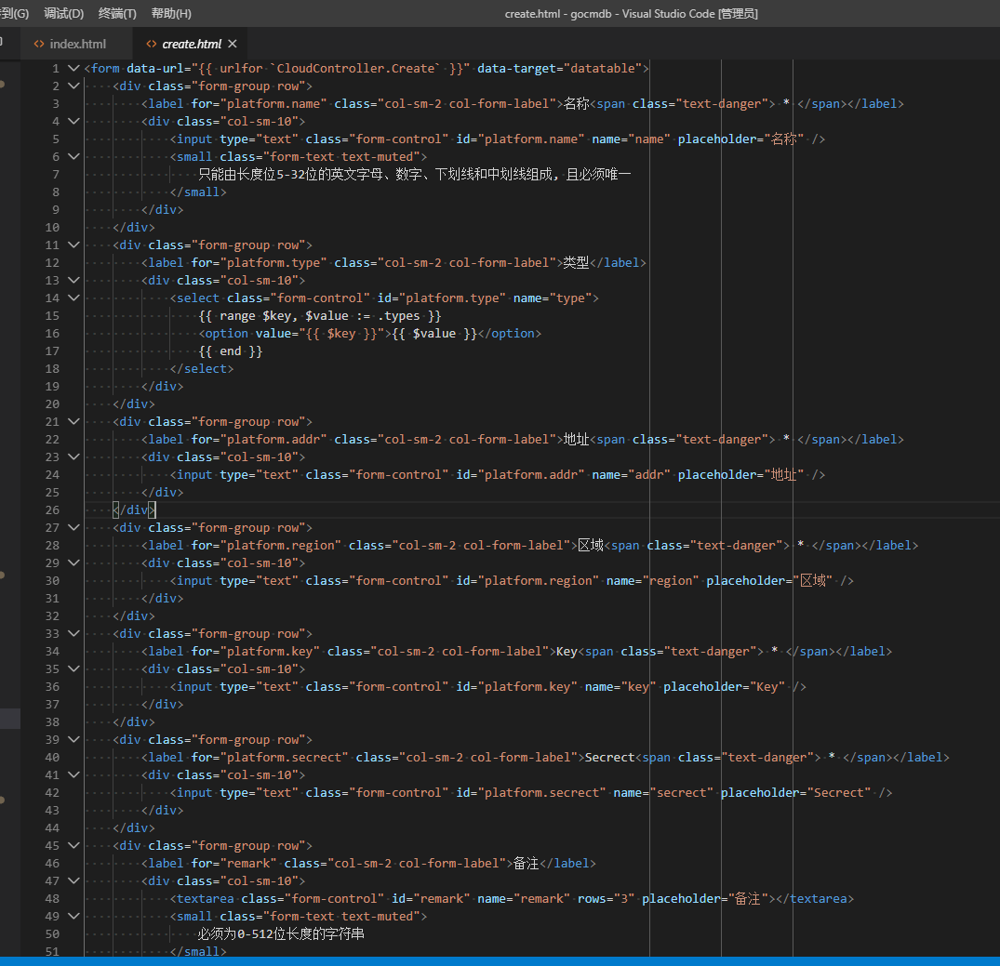 到(G) 调试(D) 终端(T) 帮助(H) create.html - gocmdb - Visual Studio Code [管理员]
<> index.html <> create.html ×
1 <form data-url="{{ urlfor `CloudController.Create` }}" data-target="datatable">
2 <div class="form-group row">
3 <label for="platform.name" class="col-sm-2 col-form-label">名称<span class="text-danger"> * </span></label>
4 <div class="col-sm-10">
5 <input type="text" class="form-control" id="platform.name" name="name" placeholder="名称" />
6 <small class="form-text text-muted">
7 只能由长度位5-32位的英文字母、数字、下划线和中划线组成, 且必须唯一
8 </small>
9 </div>
10 </div>
11 <div class="form-group row">
12 <label for="platform.type" class="col-sm-2 col-form-label">类型</label>
13 <div class="col-sm-10">
14 <select class="form-control" id="platform.type" name="type">
15 {{ range $key, $value := .types }}
16 <option value="{{ $key }}">{{ $value }}</option>
17 {{ end }}
18 </select>
19 </div>
20 </div>
21 <div class="form-group row">
22 <label for="platform.addr" class="col-sm-2 col-form-label">地址<span class="text-danger"> * </span></label>
23 <div class="col-sm-10">
24 <input type="text" class="form-control" id="platform.addr" name="addr" placeholder="地址" />
25 </div>
26 </div>
27 <div class="form-group row">
28 <label for="platform.region" class="col-sm-2 col-form-label">区域<span class="text-danger"> * </span></label>
29 <div class="col-sm-10">
30 <input type="text" class="form-control" id="platform.region" name="region" placeholder="区域" />
31 </div>
32 </div>
33 <div class="form-group row">
34 <label for="platform.key" class="col-sm-2 col-form-label">Key<span class="text-danger"> * </span></label>
35 <div class="col-sm-10">
36 <input type="text" class="form-control" id="platform.key" name="key" placeholder="Key" />
37 </div>
38 </div>
39 <div class="form-group row">
40 <label for="platform.secrect" class="col-sm-2 col-form-label">Secrect<span class="text-danger"> * </span></label>
41 <div class="col-sm-10">
42 <input type="text" class="form-control" id="platform.secrect" name="secrect" placeholder="Secrect" />
43 </div>
44 </div>
45 <div class="form-group row">
46 <label for="remark" class="col-sm-2 col-form-label">备注</label>
47 <div class="col-sm-10">
48 <textarea class="form-control" id="remark" name="remark" rows="3" placeholder="备注"></textarea>
49 <small class="form-text text-muted">
50 必须为0-512位长度的字符串
51 </small>